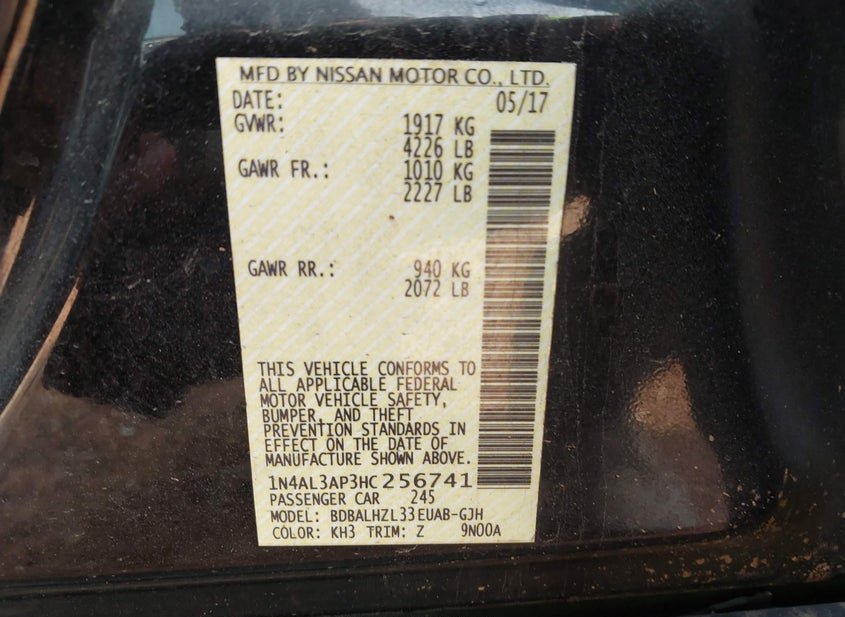 MFD BY NISSAN MOTOR CO., LTD.
DATE: 05/17
GVWR: 1917 KG
4226 LB
GAWR FR.: 1010 KG
2227 LB
GAWR RR.: 940 KG
2072 LB
THIS VEHICLE CONFORMS TO
ALL APPLICABLE FEDERAL
MOTOR VEHICLE SAFETY,
BUMPER, AND THEFT
PREVENTION STANDARDS IN
EFFECT ON THE DATE OF
MANUFACTURE SHOWN ABOVE.
1N4AL3AP3HC256741
PASSENGER CAR 245
MODEL: BDBALHZL33EUAB-GJH
COLOR: KH3 TRIM: Z 9N00A